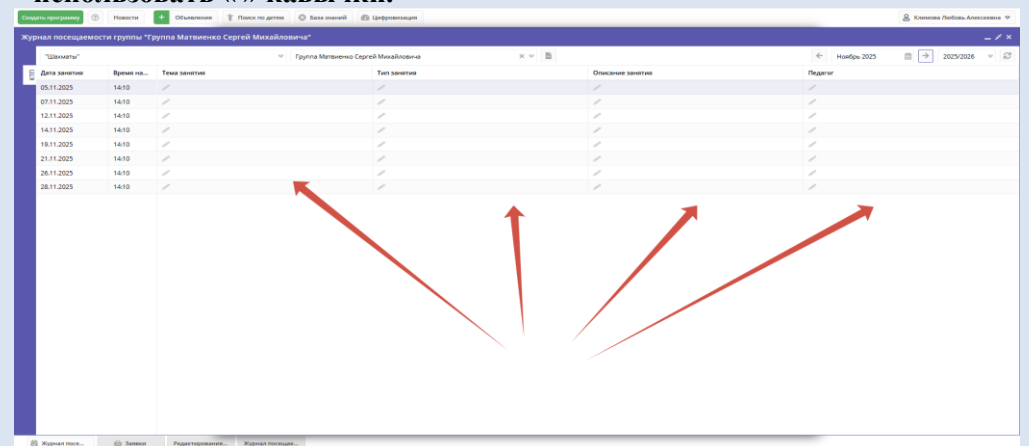 использовать «» кавычки.
Создать программу Новости + Объявление Поиск по детям База знаний Цифровизация Климова Любовь Алексеевна
Журнал посещаемости группы "Группа Матвиенко Сергей Михайловича"
"Шахматы" Группа Матвиенко Сергей Михайловича Ноябрь 2025 2025/2026
Дата занятия Время на... Тема занятия Тип занятия Описание занятия Педагог
05.11.2025 14:10
07.11.2025 14:10
12.11.2025 14:10
14.11.2025 14:10
19.11.2025 14:10
21.11.2025 14:10
26.11.2025 14:10
28.11.2025 14:10
Журнал посе... Заявки Редактирование... Журнал посещае...